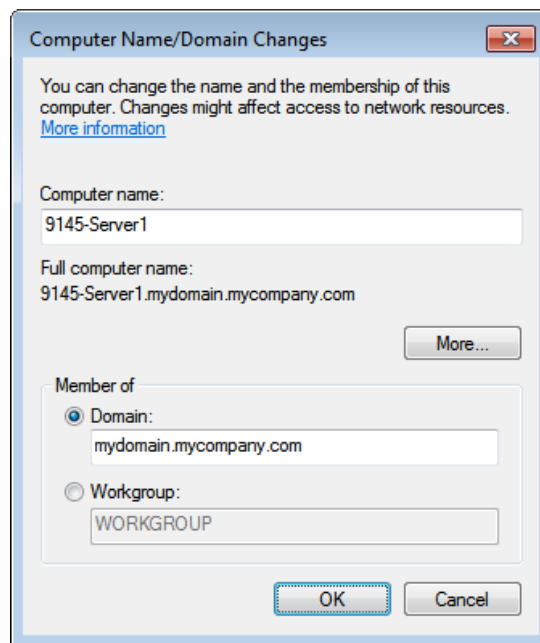 Computer Name/Domain Changes
You can change the name and the membership of this
computer. Changes might affect access to network resources.
More information
Computer name:
9145-Server1
Full computer name:
9145-Server1.mydomain.mycompany.com
More...
Member of
Domain:
mydomain.mycompany.com
Workgroup:
WORKGROUP
OK Cancel